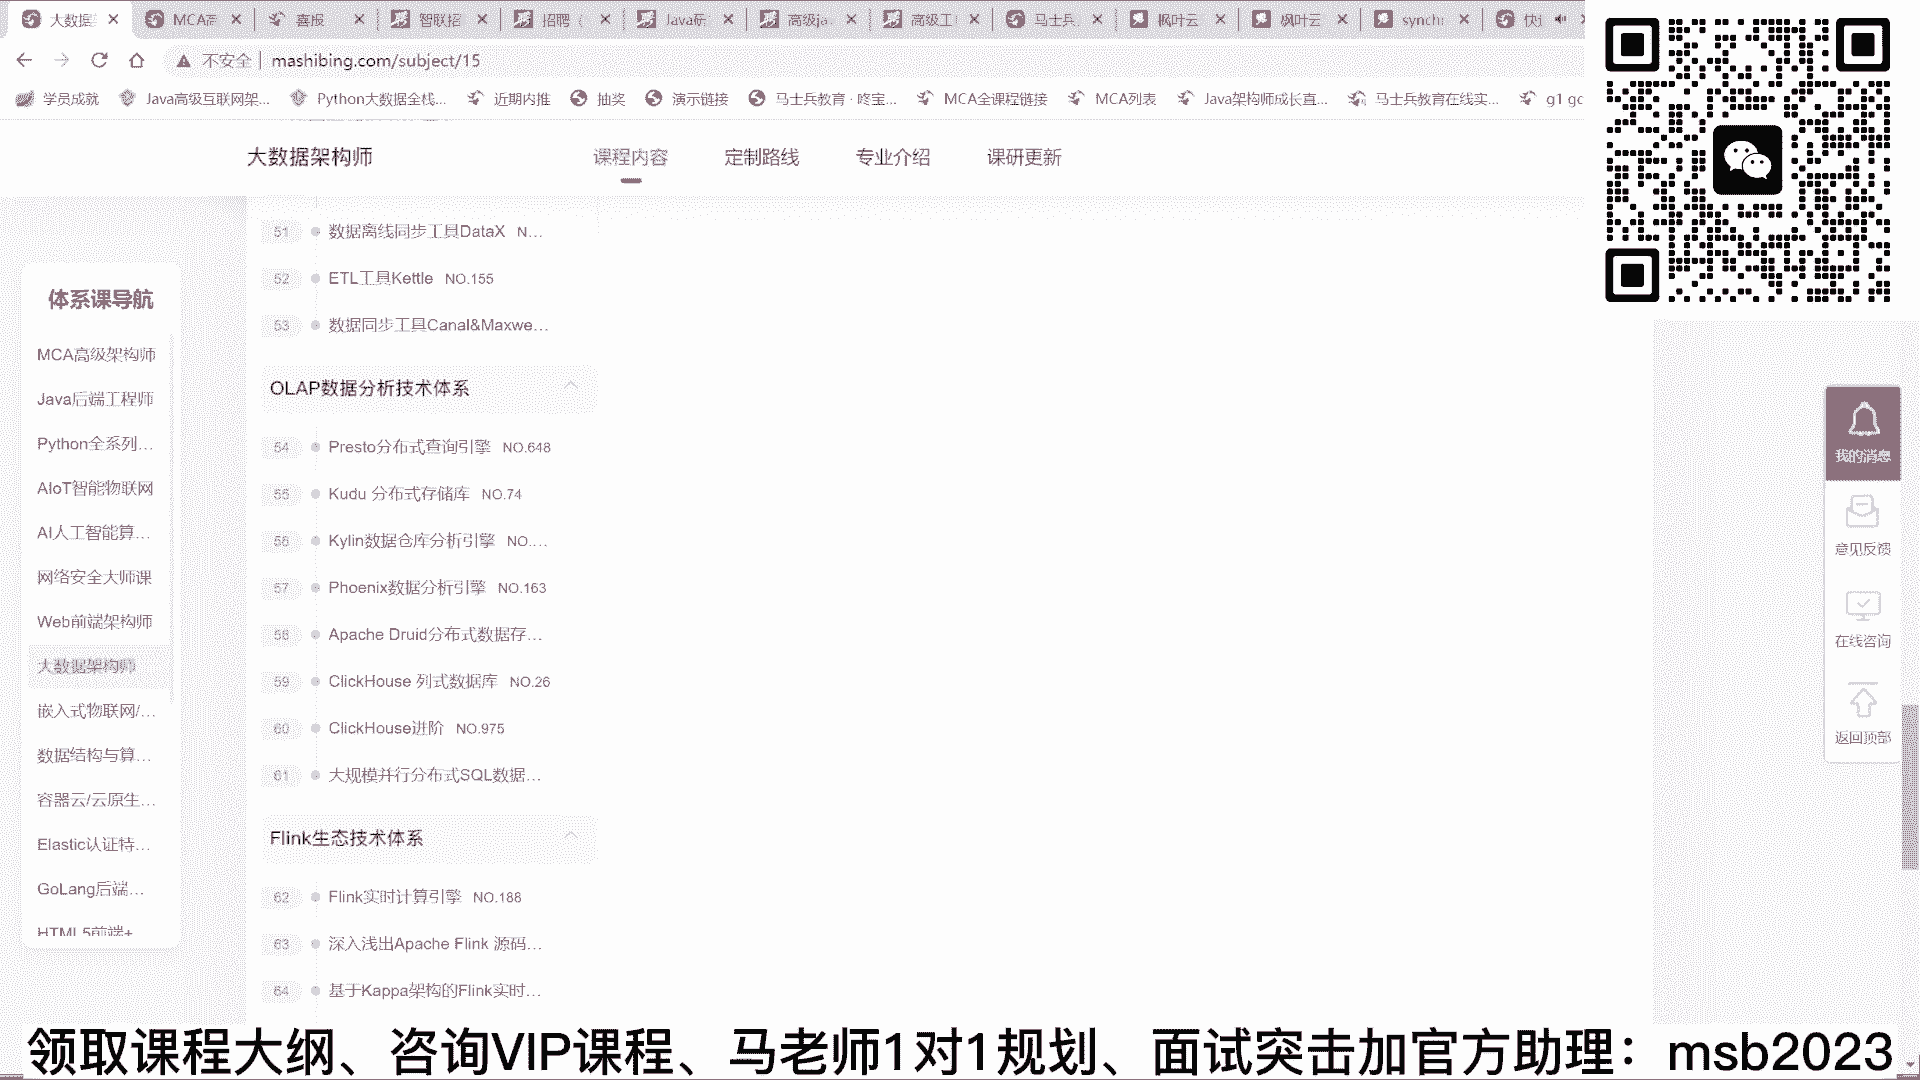 大数据 MCA高 喜报 智联招 招聘（ Java研 高级ja 高级工 马士兵 枫叶云 枫叶云 synch 快
不安全 mashibing.com/subject/15
学员成就 Java高级互联网架... Python大数据全栈... 近期内推 抽奖 演示链接 马士兵教育 · 咚宝... MCA全课程链接 MCA列表 Java架构师成长直... 马士兵教育在线实... g1 gc
大数据架构师 课程内容 定制路线 专业介绍 课研更新
51 数据离线同步工具DataX N...
52 ETL工具Kettle NO.155
53 数据同步工具Canal&Maxwe...
OLAP数据分析技术体系
54 Presto分布式查询引擎 NO.648
55 Kudu 分布式存储库 NO.74
56 Kylin数据仓库分析引擎 NO....
57 Phoenix数据分析引擎 NO.163
58 Apache Druid分布式数据存...
59 ClickHouse 列式数据库 NO.26
60 ClickHouse进阶 NO.975
61 大规模并行分布式SQL数据...
Flink生态技术体系
62 Flink实时计算引擎 NO.188
63 深入浅出Apache Flink 源码...
64 基于Kappa架构的Flink实时...
体系课导航
MCA高级架构师
Java后端工程师
Python全系列...
AIoT智能物联网
AI人工智能算...
网络安全大师课
Web前端架构师
大数据架构师
嵌入式物联网/...
数据结构与算...
容器云/云原生...
Elastic认证特...
GoLang后端...
HTML5前端+
我的消息
意见反馈
在线咨询
返回顶部
领取课程大纲、咨询VIP课程、马老师1对1规划、面试突击加官方助理：msb2023